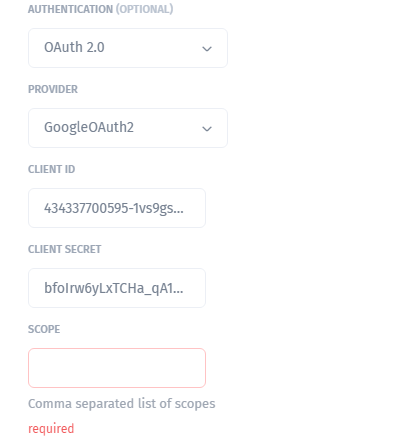 AUTHENTICATION (OPTIONAL)
OAuth 2.0
PROVIDER
GoogleOAuth2
CLIENT ID
434337700595-1vs9gs...
CLIENT SECRET
bfoIrw6yLxTCHa_qA1...
SCOPE
Comma separated list of scopes
required